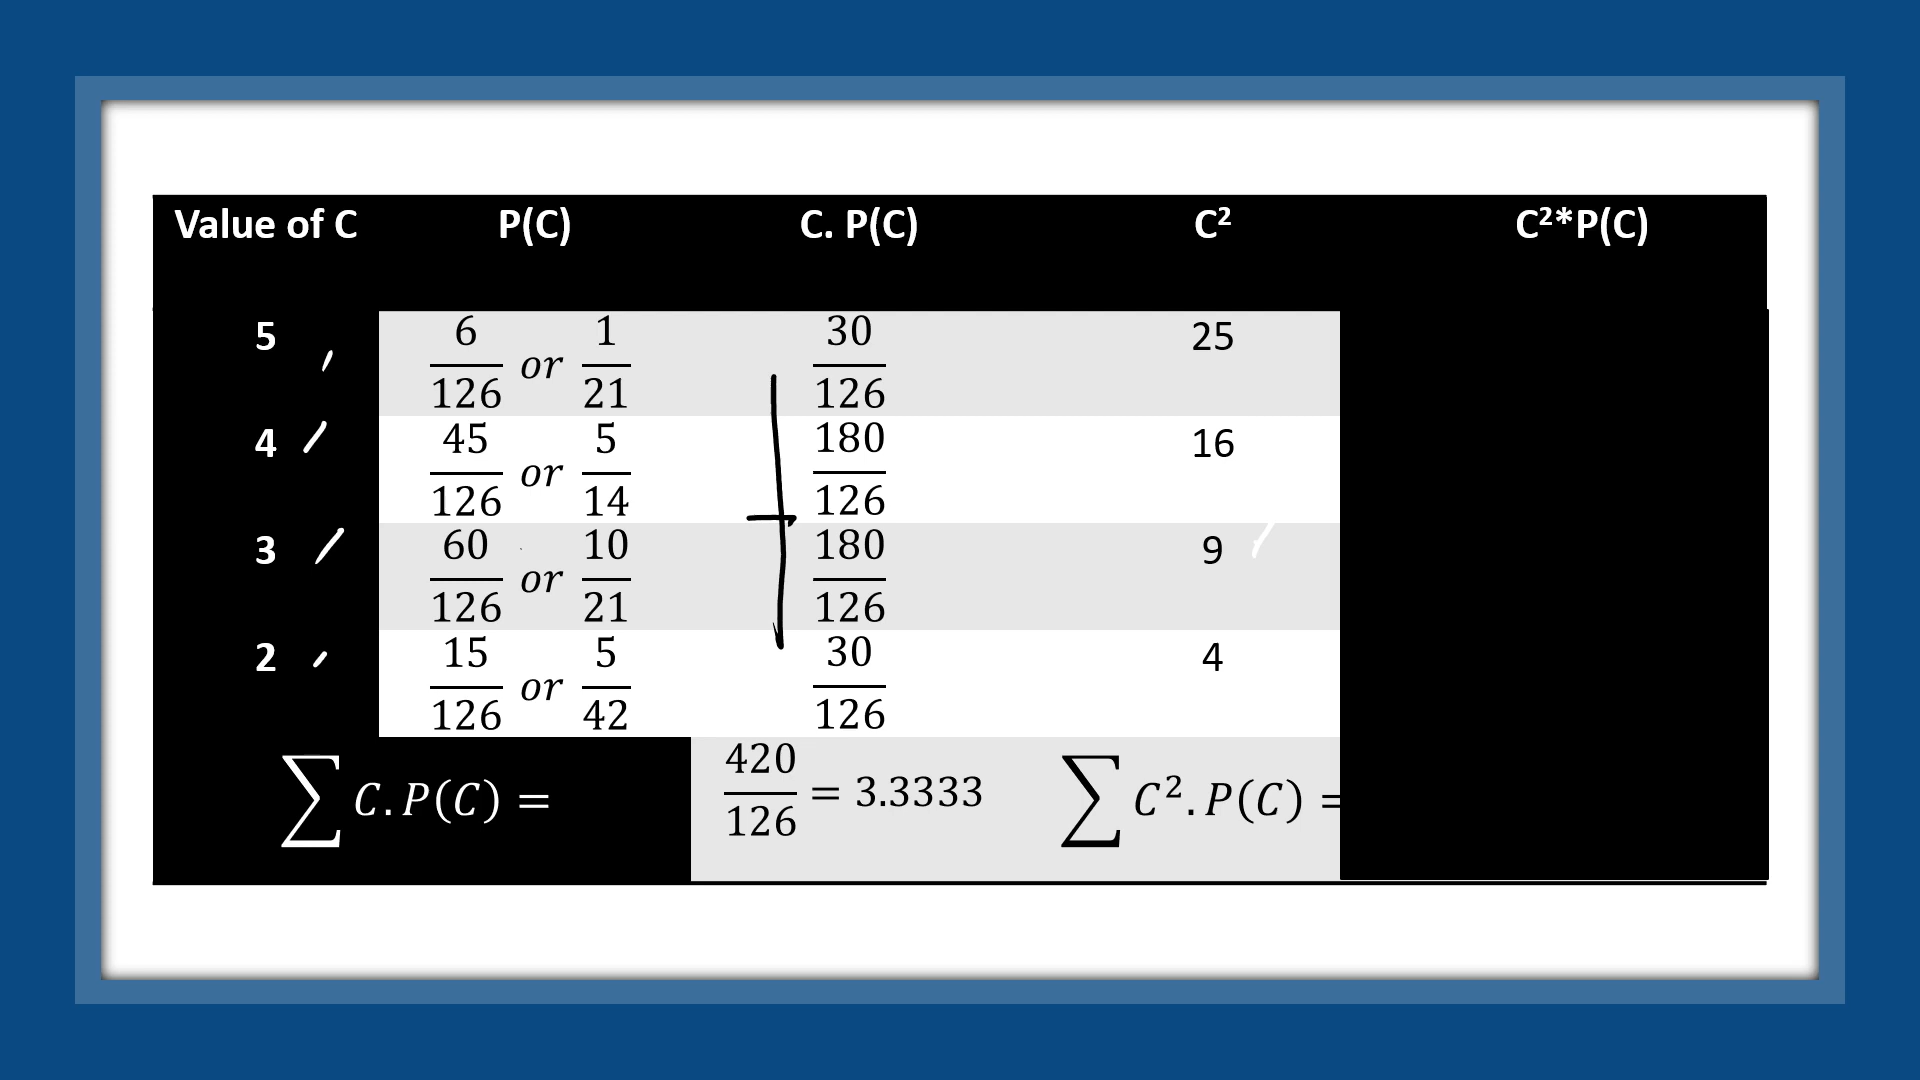 Value of C P(C) C. P(C) C² C²*P(C)
5 6/126 or 1/21 30/126 25
4 45/126 or 5/14 180/126 16
3 60/126 or 10/21 180/126 9
2 15/126 or 5/42 30/126 4
∑ C.P(C) = 420/126 = 3.3333 ∑ C².P(C) =